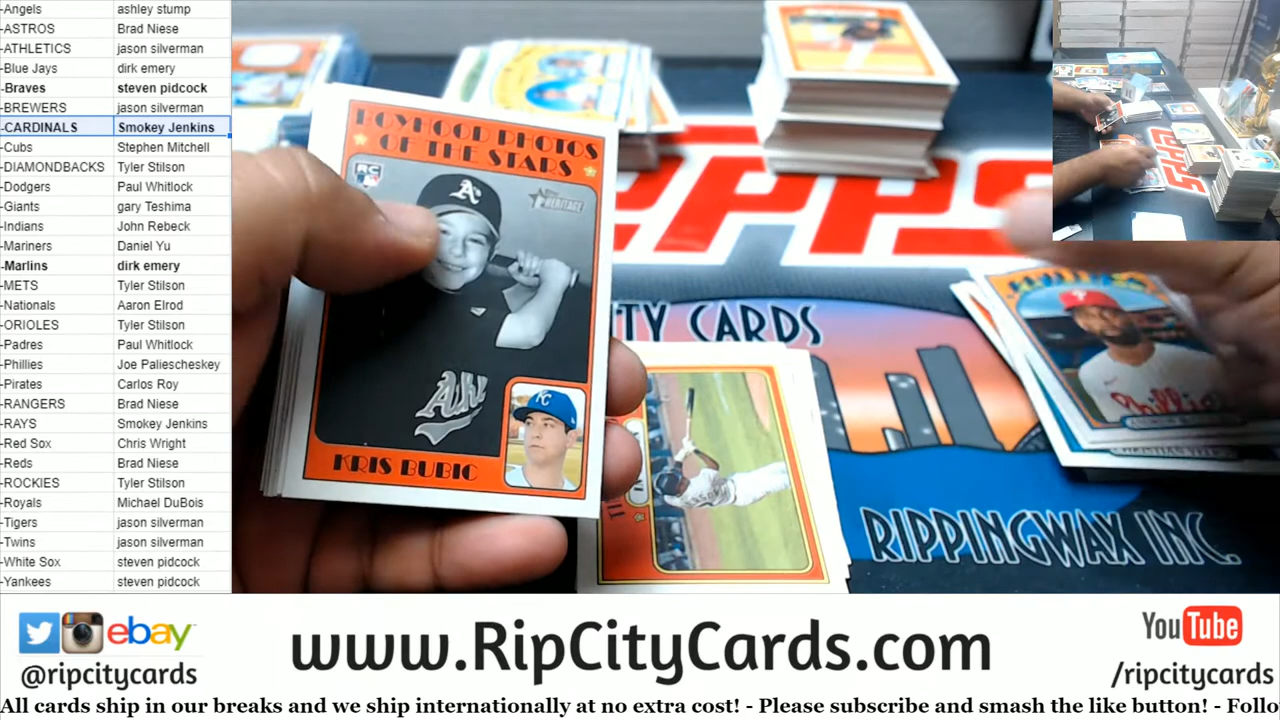 -Angels ashley stump
-ASTROS Brad Niese
-ATHLETICS jason silverman
-Blue Jays dirk emery
-Braves steven pidcock
-BREWERS jason silverman
-CARDINALS Smokey Jenkins
-Cubs Stephen Mitchell
-DIAMONDBACKS Tyler Stilson
-Dodgers Paul Whitlock
-Giants gary Teshima
-Indians John Rebeck
-Mariners Daniel Yu
-Marlins dirk emery
-METS Tyler Stilson
-Nationals Aaron Elrod
-ORIOLES Tyler Stilson
-Padres Paul Whitlock
-Phillies Joe Paliescheskey
-Pirates Carlos Roy
-RANGERS Brad Niese
-RAYS Smokey Jenkins
-Red Sox Chris Wright
-Reds Brad Niese
-ROCKIES Tyler Stilson
-Royals Michael DuBois
-Tigers jason silverman
-Twins jason silverman
-White Sox steven pidcock
-Yankees steven pidcock
BOYHOOD PHOTOS
OF THE STARS
RC
A's
HERITAGE
KC
KRIS BUBIC
TOPPS
ITY CARDS
RIPPINGWAX INC.
Phillies
ebay
@ripcitycards
www.RipCityCards.com
YouTube
/ripcitycards
All cards ship in our breaks and we ship internationally at no extra cost! - Please subscribe and smash the like button! - Follo